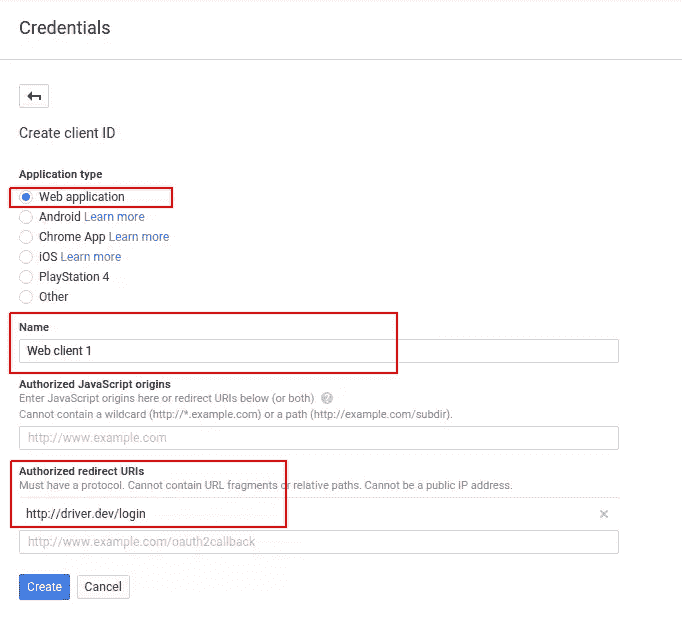 Credentials
Create client ID
Application type
Web application
Android Learn more
Chrome App Learn more
iOS Learn more
PlayStation 4
Other
Name
Web client 1
Authorized JavaScript origins
Enter JavaScript origins here or redirect URIs below (or both) ?
Cannot contain a wildcard (http://*.example.com) or a path (http://example.com/subdir).
http://www.example.com
Authorized redirect URIs
Must have a protocol. Cannot contain URL fragments or relative paths. Cannot be a public IP address.
http://driver.dev/login
http://www.example.com/oauth2callback
Create Cancel